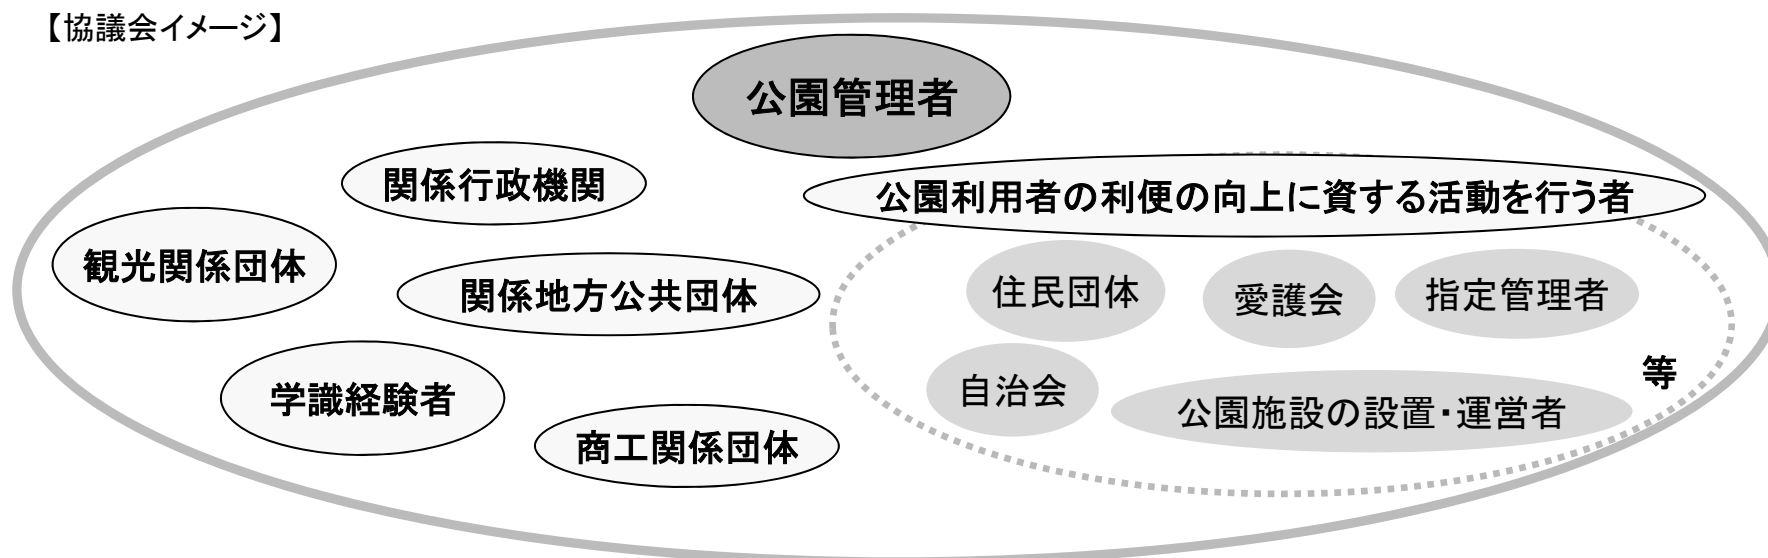 【協議会イメージ】
公園管理者
関係行政機関
公園利用者の利便の向上に資する活動を行う者
観光関係団体
関係地方公共団体
住民団体
愛護会
指定管理者
学識経験者
自治会
等
公園施設の設置・運営者
商工関係団体